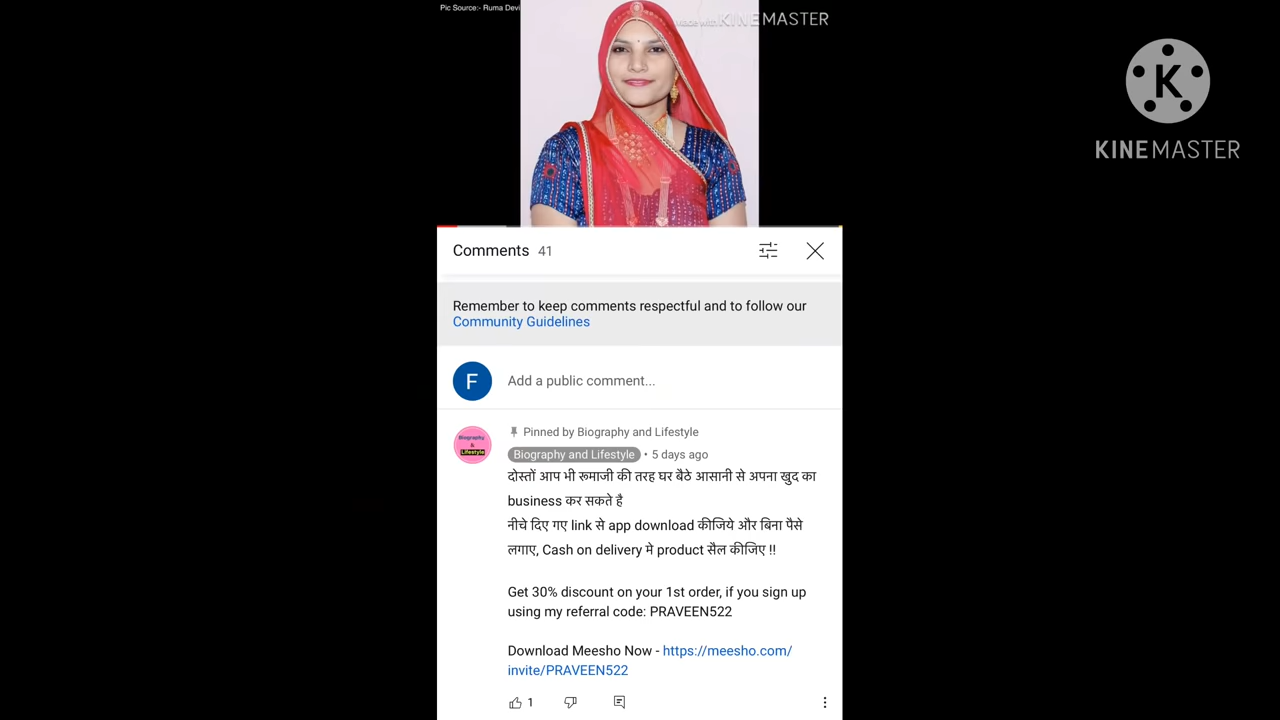 Pic Source:- Ruma Devi
Made with KINEMASTER
K
KINEMASTER
Comments 41
Remember to keep comments respectful and to follow our
Community Guidelines
F
Add a public comment...
Biography
&
Lifestyle
Pinned by Biography and Lifestyle
Biography and Lifestyle • 5 days ago
दोस्तों आप भी रूमाजी की तरह घर बैठे आसानी से अपना खुद का
business कर सकते है
नीचे दिए गए link से app download कीजिये और बिना पैसे
लगाए, Cash on delivery मे product सैल कीजिए !!
Get 30% discount on your 1st order, if you sign up
using my referral code: PRAVEEN522
Download Meesho Now - https://meesho.com/
invite/PRAVEEN522
1